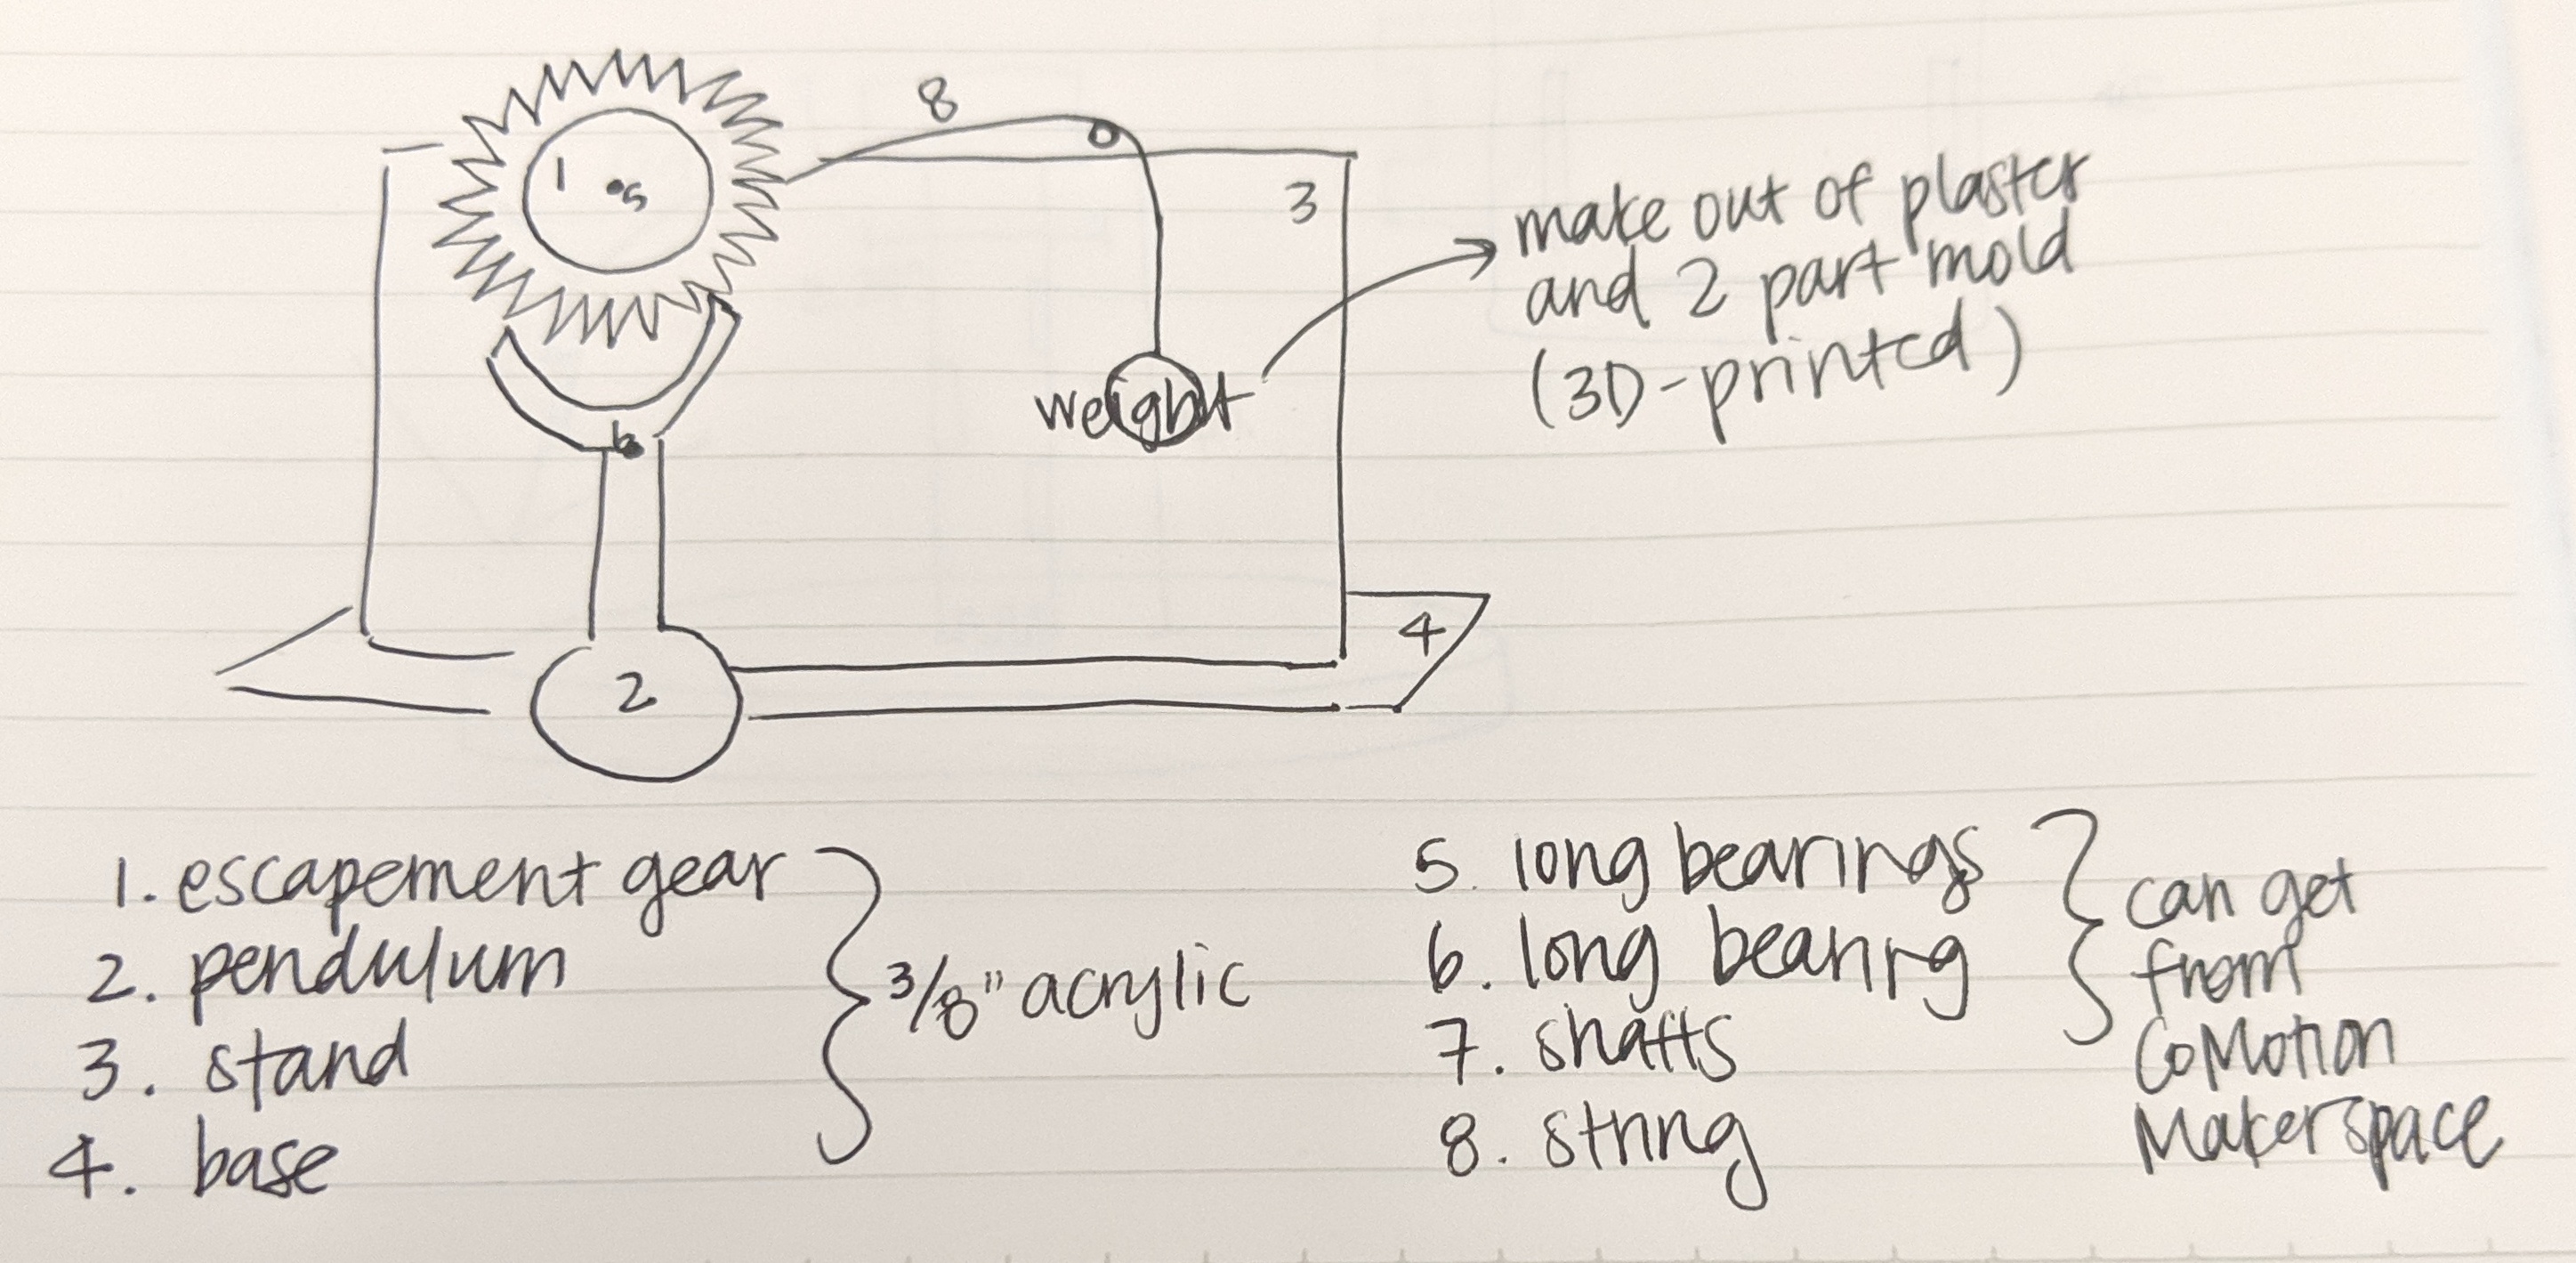 8
1
5
3
make out of plaster
and 2 part mold
(3D-printed)
weight
6
4
2
1. escapement gear
2. pendulum
3. stand
4. base
3/8" acrylic
5. long bearings
6. long bearing
7. shafts
8. string
can get
from
CoMotion
Makerspace